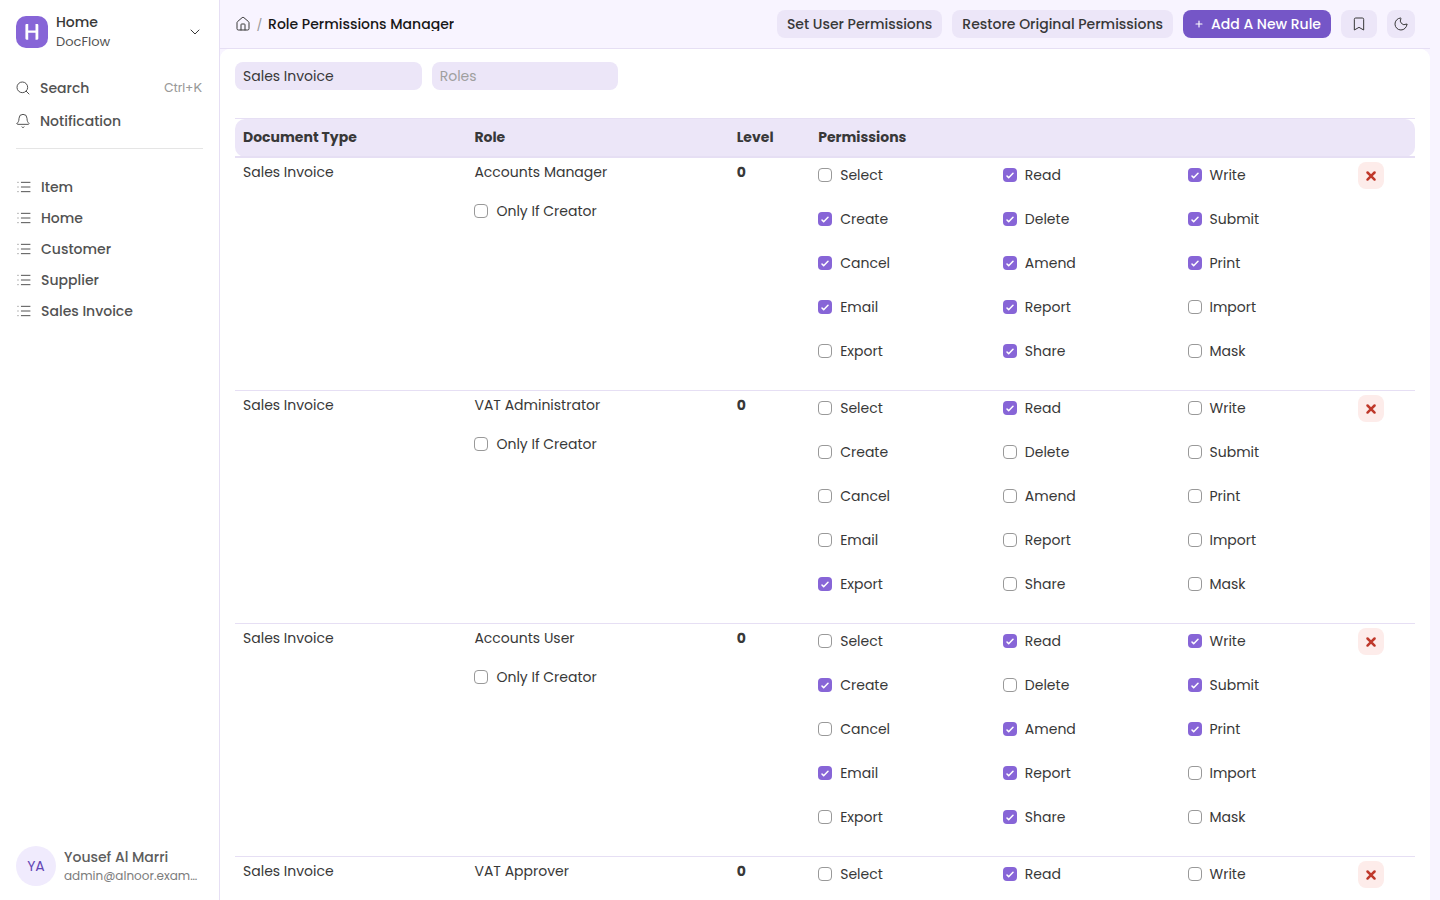 Home
DocFlow
Search Ctrl+K
Notification
Item
Home
Customer
Supplier
Sales Invoice
YA
Yousef Al Marri
admin@alnoor.exam...
/ Role Permissions Manager
Set User Permissions
Restore Original Permissions
+ Add A New Rule
Sales Invoice
Roles
Document Type Role Level Permissions
Sales Invoice Accounts Manager 0
Only If Creator
Select Read Write
Create Delete Submit
Cancel Amend Print
Email Report Import
Export Share Mask
Sales Invoice VAT Administrator 0
Only If Creator
Select Read Write
Create Delete Submit
Cancel Amend Print
Email Report Import
Export Share Mask
Sales Invoice Accounts User 0
Only If Creator
Select Read Write
Create Delete Submit
Cancel Amend Print
Email Report Import
Export Share Mask
Sales Invoice VAT Approver 0
Select Read Write